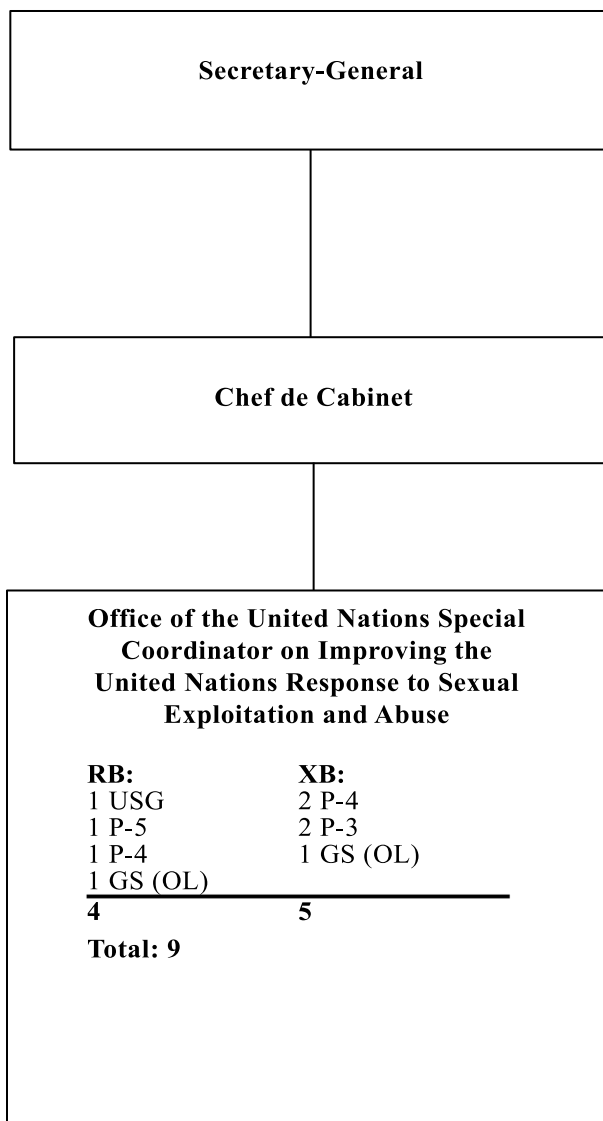 Secretary-General
Chef de Cabinet
Office of the United Nations Special
Coordinator on Improving the
United Nations Response to Sexual
Exploitation and Abuse
RB: XB:
1 USG 2 P-4
1 P-5 2 P-3
1 P-4 1 GS (OL)
1 GS (OL)
4 5
Total: 9